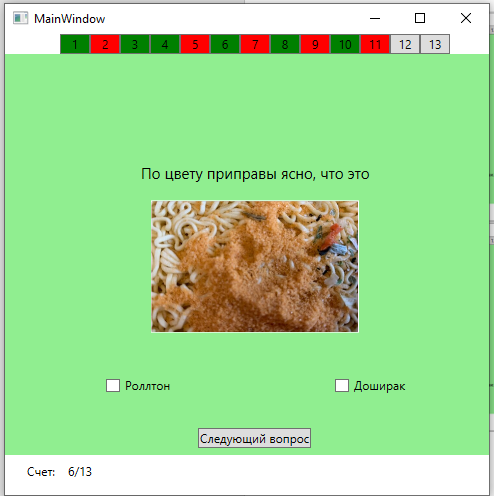 MainWindow
1 2 3 4 5 6 7 8 9 10 11 12 13
По цвету приправы ясно, что это
Роллтон Доширак
Следующий вопрос
Счет: 6/13